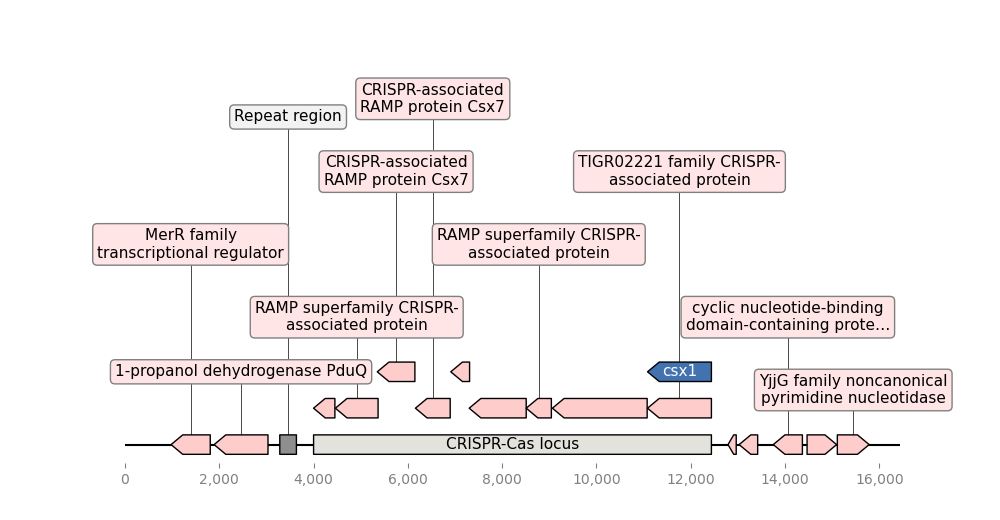 CRISPR-associated
RAMP protein Csx7
Repeat region
CRISPR-associated
RAMP protein Csx7
TIGR02221 family CRISPR-
associated protein
MerR family
transcriptional regulator
RAMP superfamily CRISPR-
associated protein
RAMP superfamily CRISPR-
associated protein
cyclic nucleotide-binding
domain-containing prote...
1-propanol dehydrogenase PduQ
csx1
YjjG family noncanonical
pyrimidine nucleotidase
CRISPR-Cas locus
0 2,000 4,000 6,000 8,000 10,000 12,000 14,000 16,000